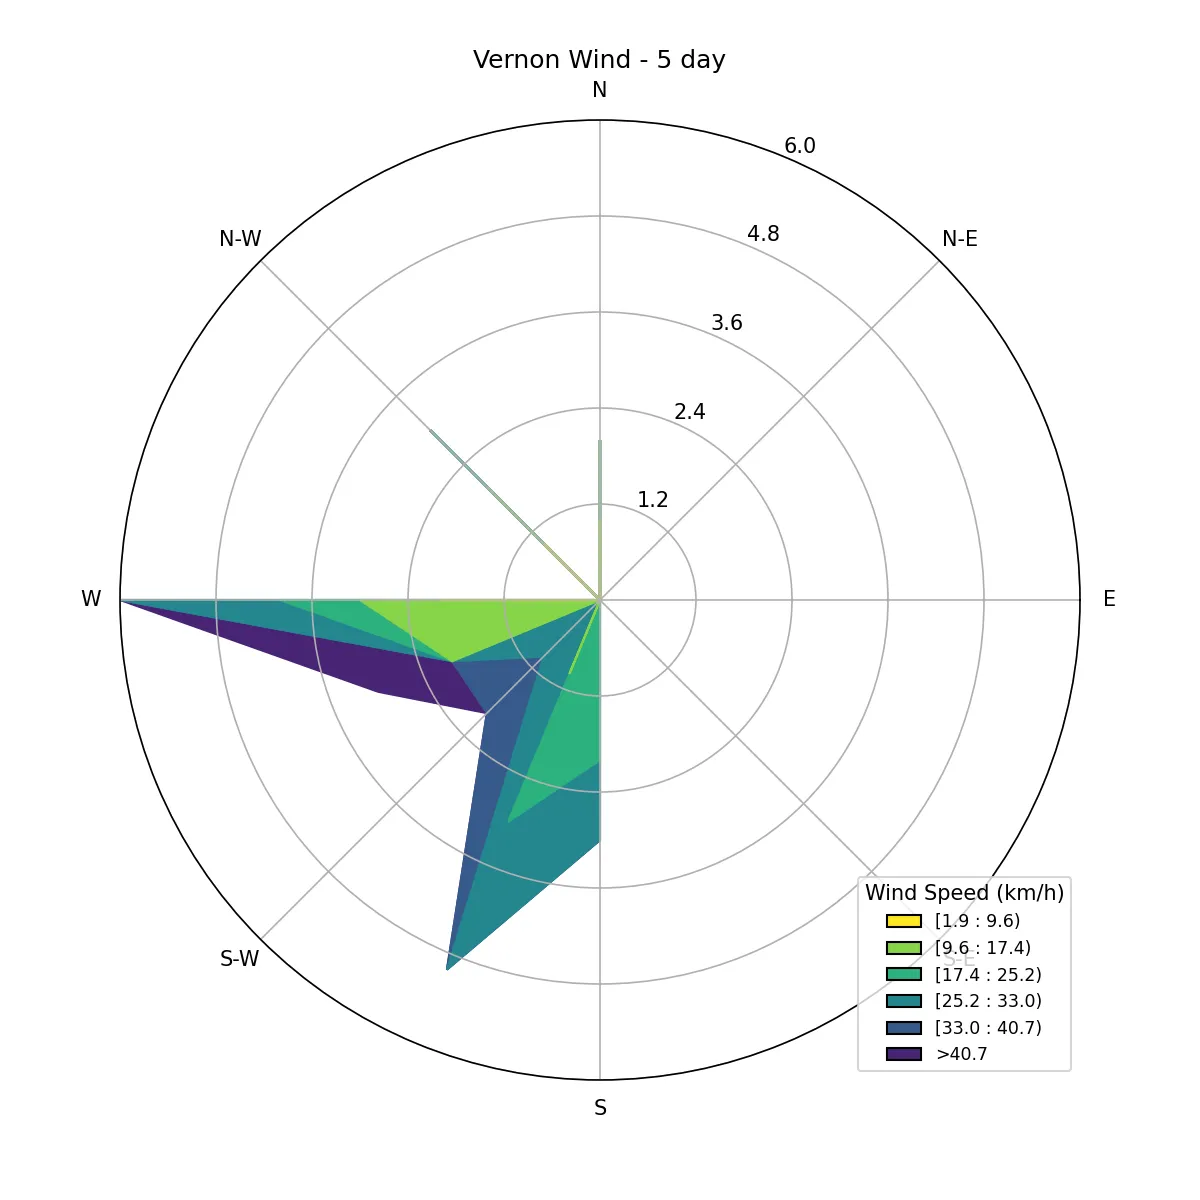 Vernon Wind - 5 day
N
6.0
N-W
4.8
N-E
3.6
2.4
1.2
W
E
S-W
S-E
S
Wind Speed (km/h)
[1.9 : 9.6)
[9.6 : 17.4)
[17.4 : 25.2)
[25.2 : 33.0)
[33.0 : 40.7)
>40.7